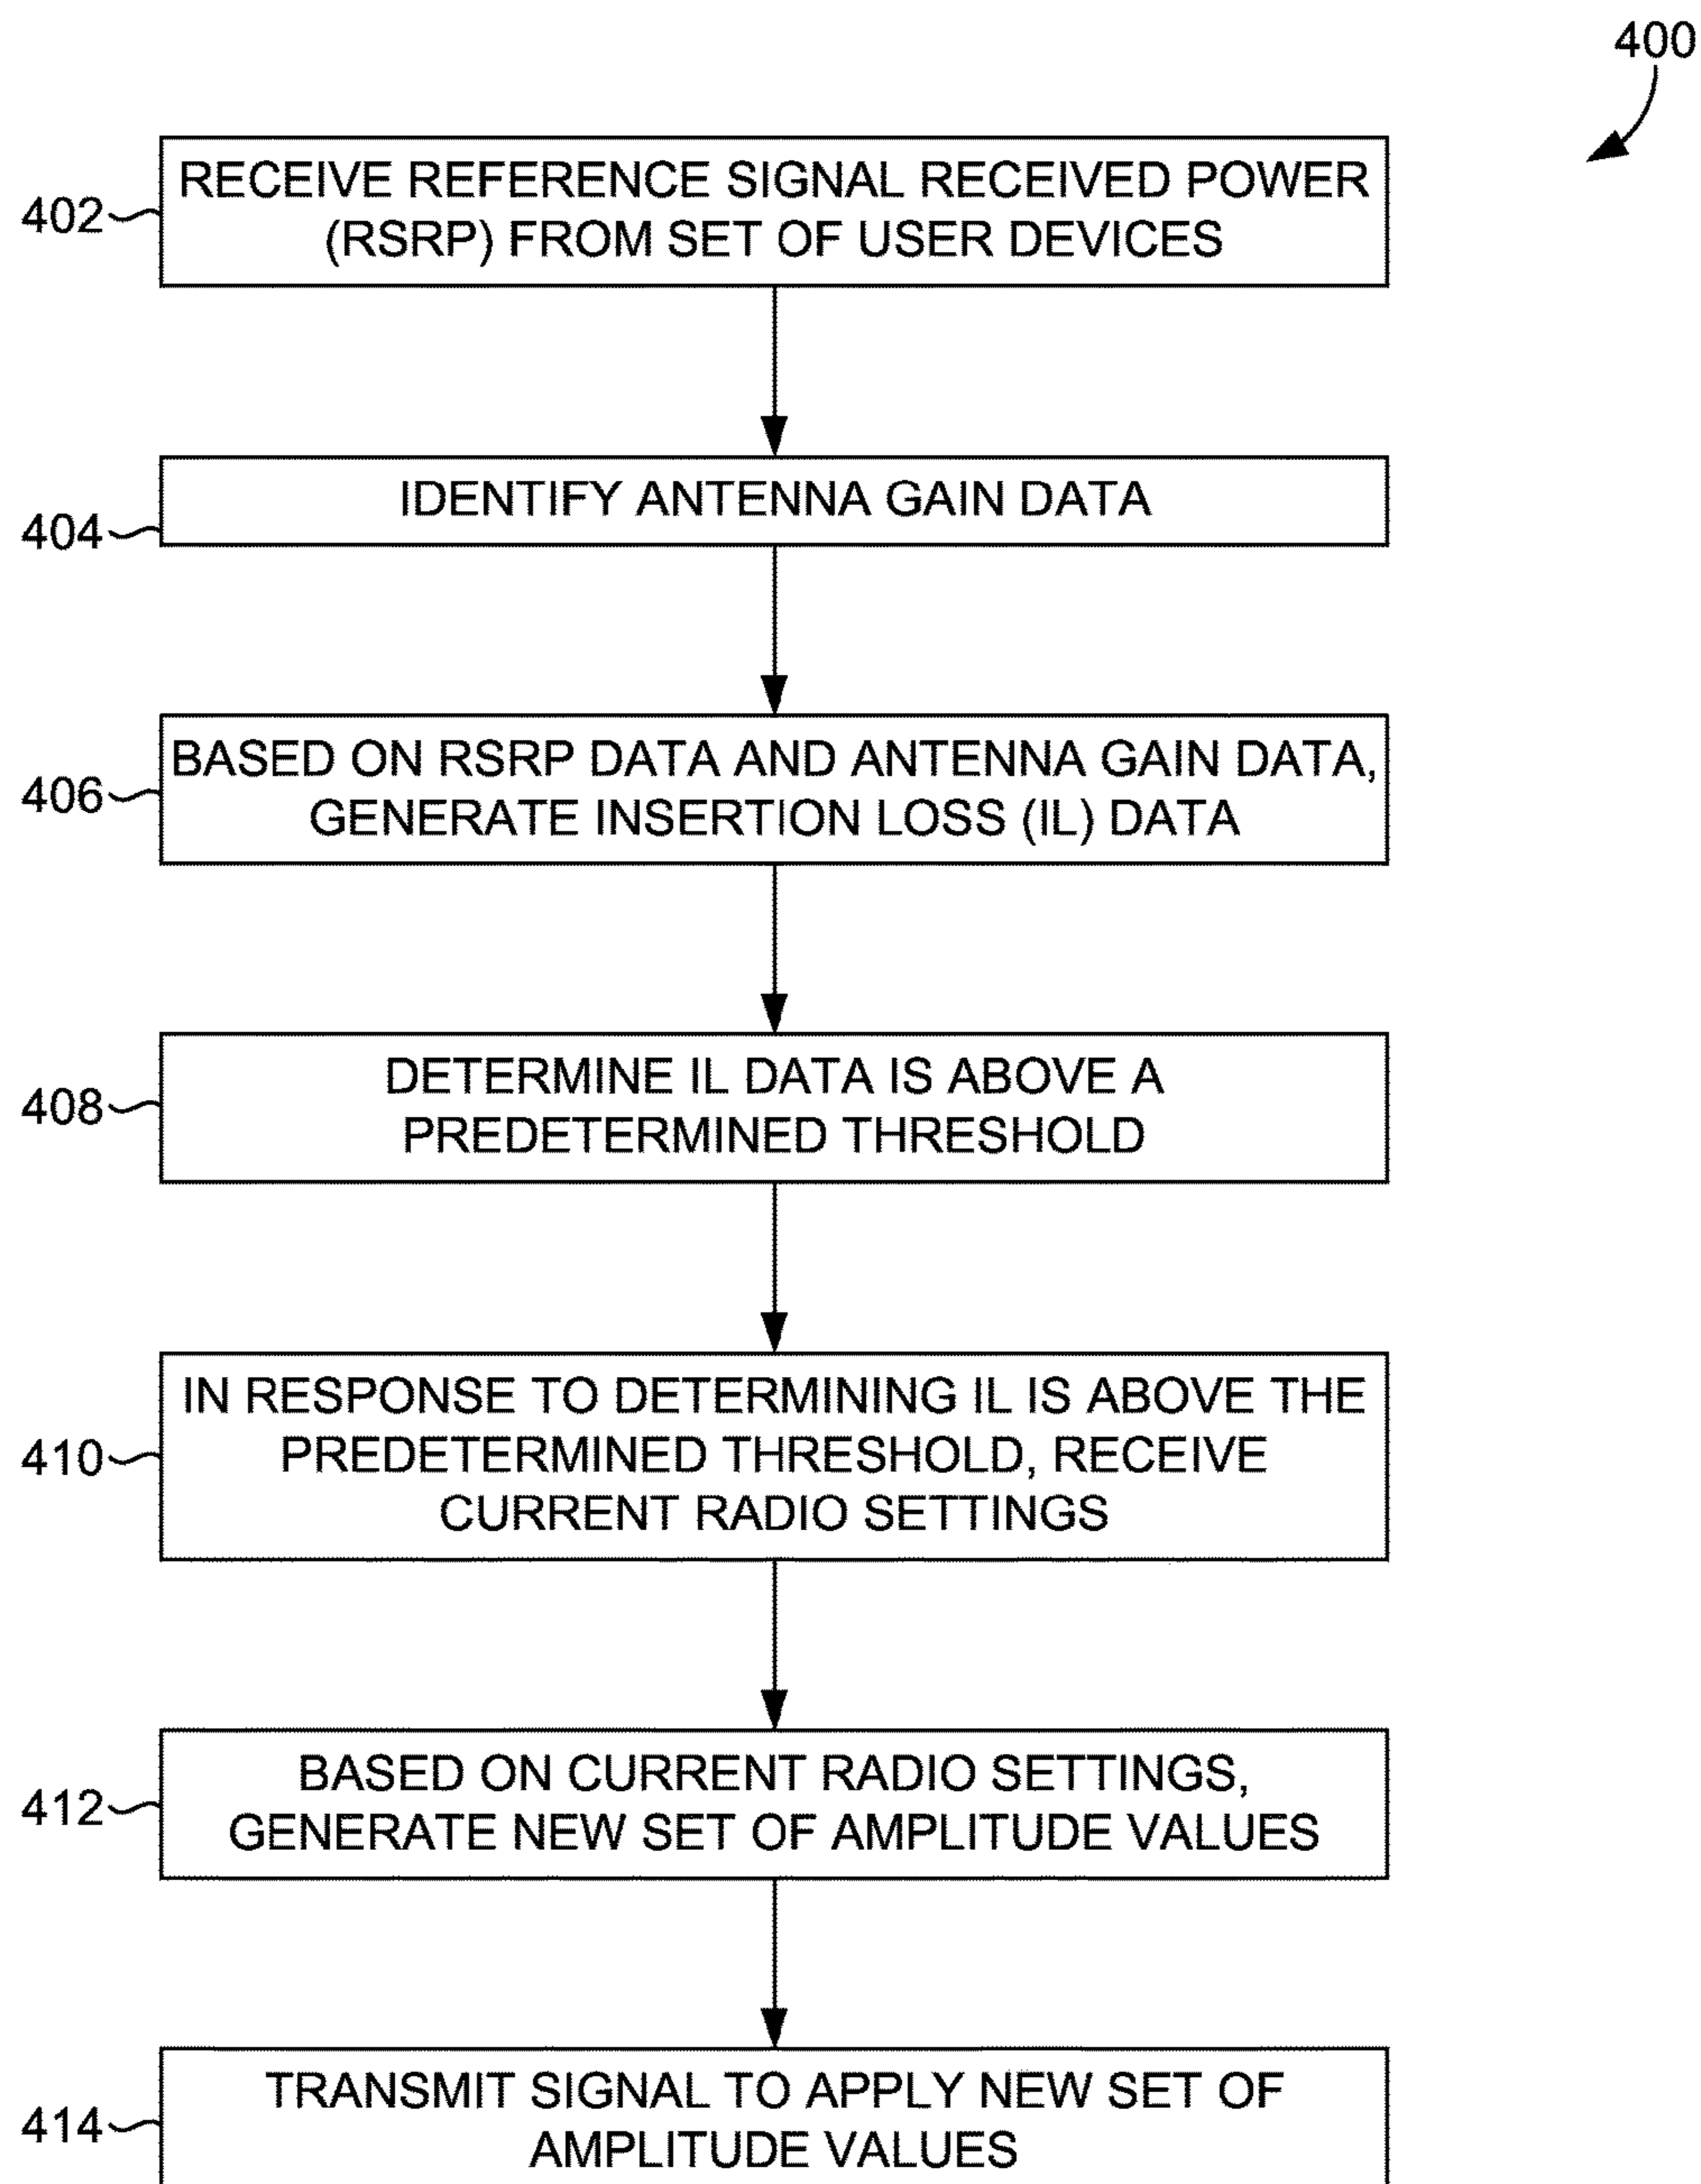 400
402
RECEIVE REFERENCE SIGNAL RECEIVED POWER
(RSRP) FROM SET OF USER DEVICES
404
IDENTIFY ANTENNA GAIN DATA
406
BASED ON RSRP DATA AND ANTENNA GAIN DATA,
GENERATE INSERTION LOSS (IL) DATA
408
DETERMINE IL DATA IS ABOVE A
PREDETERMINED THRESHOLD
410
IN RESPONSE TO DETERMINING IL IS ABOVE THE
PREDETERMINED THRESHOLD, RECEIVE
CURRENT RADIO SETTINGS
412
BASED ON CURRENT RADIO SETTINGS,
GENERATE NEW SET OF AMPLITUDE VALUES
414
TRANSMIT SIGNAL TO APPLY NEW SET OF
AMPLITUDE VALUES